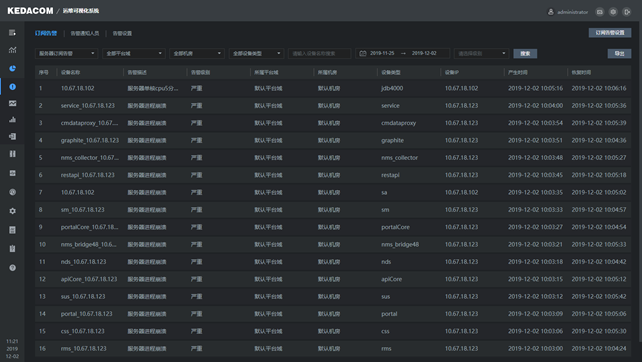 KEDACOM / 运维可视化系统 administrator
订阅告警 告警通知人员 告警设置 订阅告警设置
服务器订阅告警 全部平台域 全部机房 全部设备类型 请输入设备名称搜索 2019-11-25 → 2019-12-02 搜索 导出
序号 设备名称 告警描述 告警级别 所属平台域 所属机房 设备类型 设备IP 产生时间 恢复时间
1 10.67.18.102 服务器单核cpu5分... 严重 默认平台域 默认机房 jdb4000 10.67.18.102 2019-12-02 10:05:16 2019-12-02 10:06:16
2 service_10.67.18.123 服务器进程崩溃 严重 默认平台域 默认机房 service 10.67.18.123 2019-12-02 10:04:00 2019-12-02 10:05:36
3 cmdataproxy_10.67.... 服务器进程崩溃 严重 默认平台域 默认机房 cmdataproxy 10.67.18.123 2019-12-02 10:03:54 2019-12-02 10:05:39
4 graphite_10.67.18.123 服务器进程崩溃 严重 默认平台域 默认机房 graphite 10.67.18.123 2019-12-02 10:03:51 2019-12-02 10:04:36
5 nms_collector_10.67... 服务器进程崩溃 严重 默认平台域 默认机房 nms_collector 10.67.18.123 2019-12-02 10:03:48 2019-12-02 10:05:27
6 restapi_10.67.18.123 服务器进程崩溃 严重 默认平台域 默认机房 restapi 10.67.18.123 2019-12-02 10:03:45 2019-12-02 10:05:18
7 10.67.18.102 服务器进程崩溃 严重 默认平台域 默认机房 sa 10.67.18.102 2019-12-02 10:03:42 2019-12-02 10:05:02
8 sm_10.67.18.123 服务器进程崩溃 严重 默认平台域 默认机房 sm 10.67.18.123 2019-12-02 10:03:33 2019-12-02 10:04:57
9 portalCore_10.67.18... 服务器进程崩溃 严重 默认平台域 默认机房 portalCore 10.67.18.123 2019-12-02 10:03:27 2019-12-02 10:04:54
10 nms_bridge48_10.6... 服务器进程崩溃 严重 默认平台域 默认机房 nms_bridge48 10.67.18.123 2019-12-02 10:03:21 2019-12-02 10:05:33
11 nds_10.67.18.123 服务器进程崩溃 严重 默认平台域 默认机房 nds 10.67.18.123 2019-12-02 10:03:18 2019-12-02 10:04:42
12 apiCore_10.67.18.123 服务器进程崩溃 严重 默认平台域 默认机房 apiCore 10.67.18.123 2019-12-02 10:03:15 2019-12-02 10:05:12
13 sus_10.67.18.123 服务器进程崩溃 严重 默认平台域 默认机房 sus 10.67.18.123 2019-12-02 10:03:12 2019-12-02 10:05:42
14 portal_10.67.18.123 服务器进程崩溃 严重 默认平台域 默认机房 portal 10.67.18.123 2019-12-02 10:03:09 2019-12-02 10:05:06
15 css_10.67.18.123 服务器进程崩溃 严重 默认平台域 默认机房 css 10.67.18.123 2019-12-02 10:03:06 2019-12-02 10:05:30
16 rms_10.67.18.123 服务器进程崩溃 严重 默认平台域 默认机房 rms 10.67.18.123 2019-12-02 10:03:03 2019-12-02 10:04:24
11:21
2019
12-02